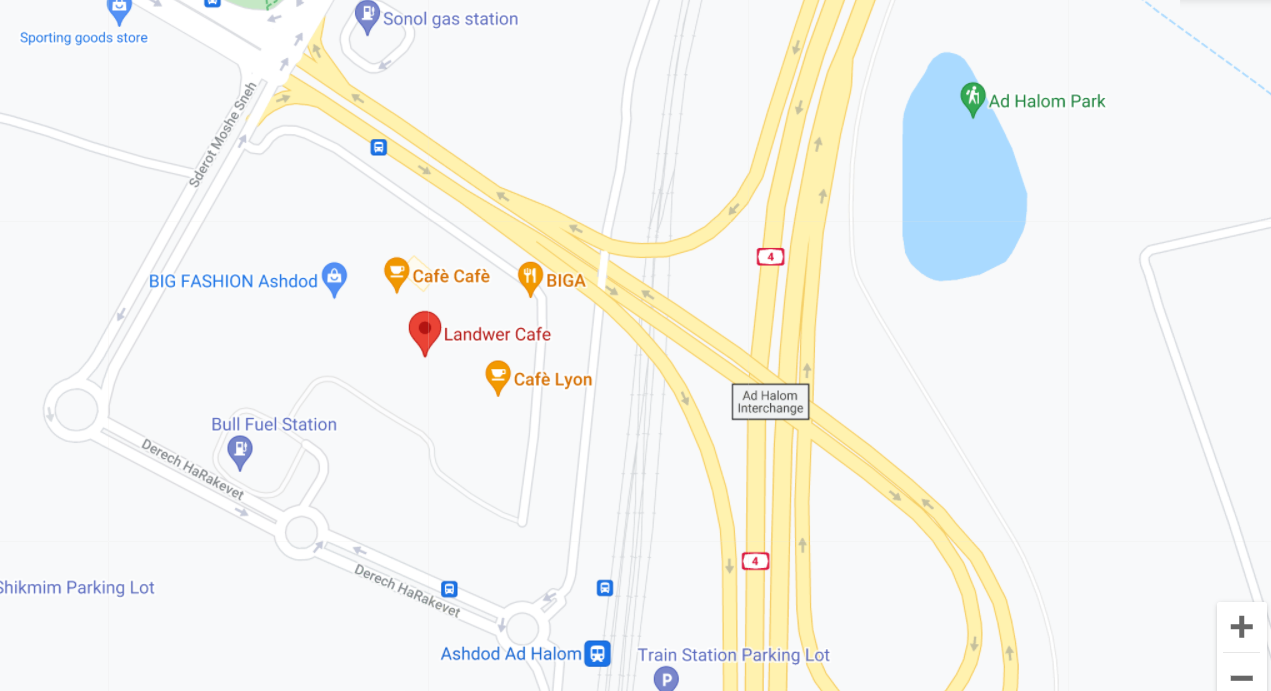 Sonol gas station
Sporting goods store
Sderot Moshe Sneh
Ad Halom Park
4
BIG FASHION Ashdod
Cafè Cafè
BIGA
Landwer Cafe
Cafè Lyon
Ad Halom
Interchange
Bull Fuel Station
Derech HaRakevet
4
Derech HaRakevet
Shikmim Parking Lot
Ashdod Ad Halom
Train Station Parking Lot
P